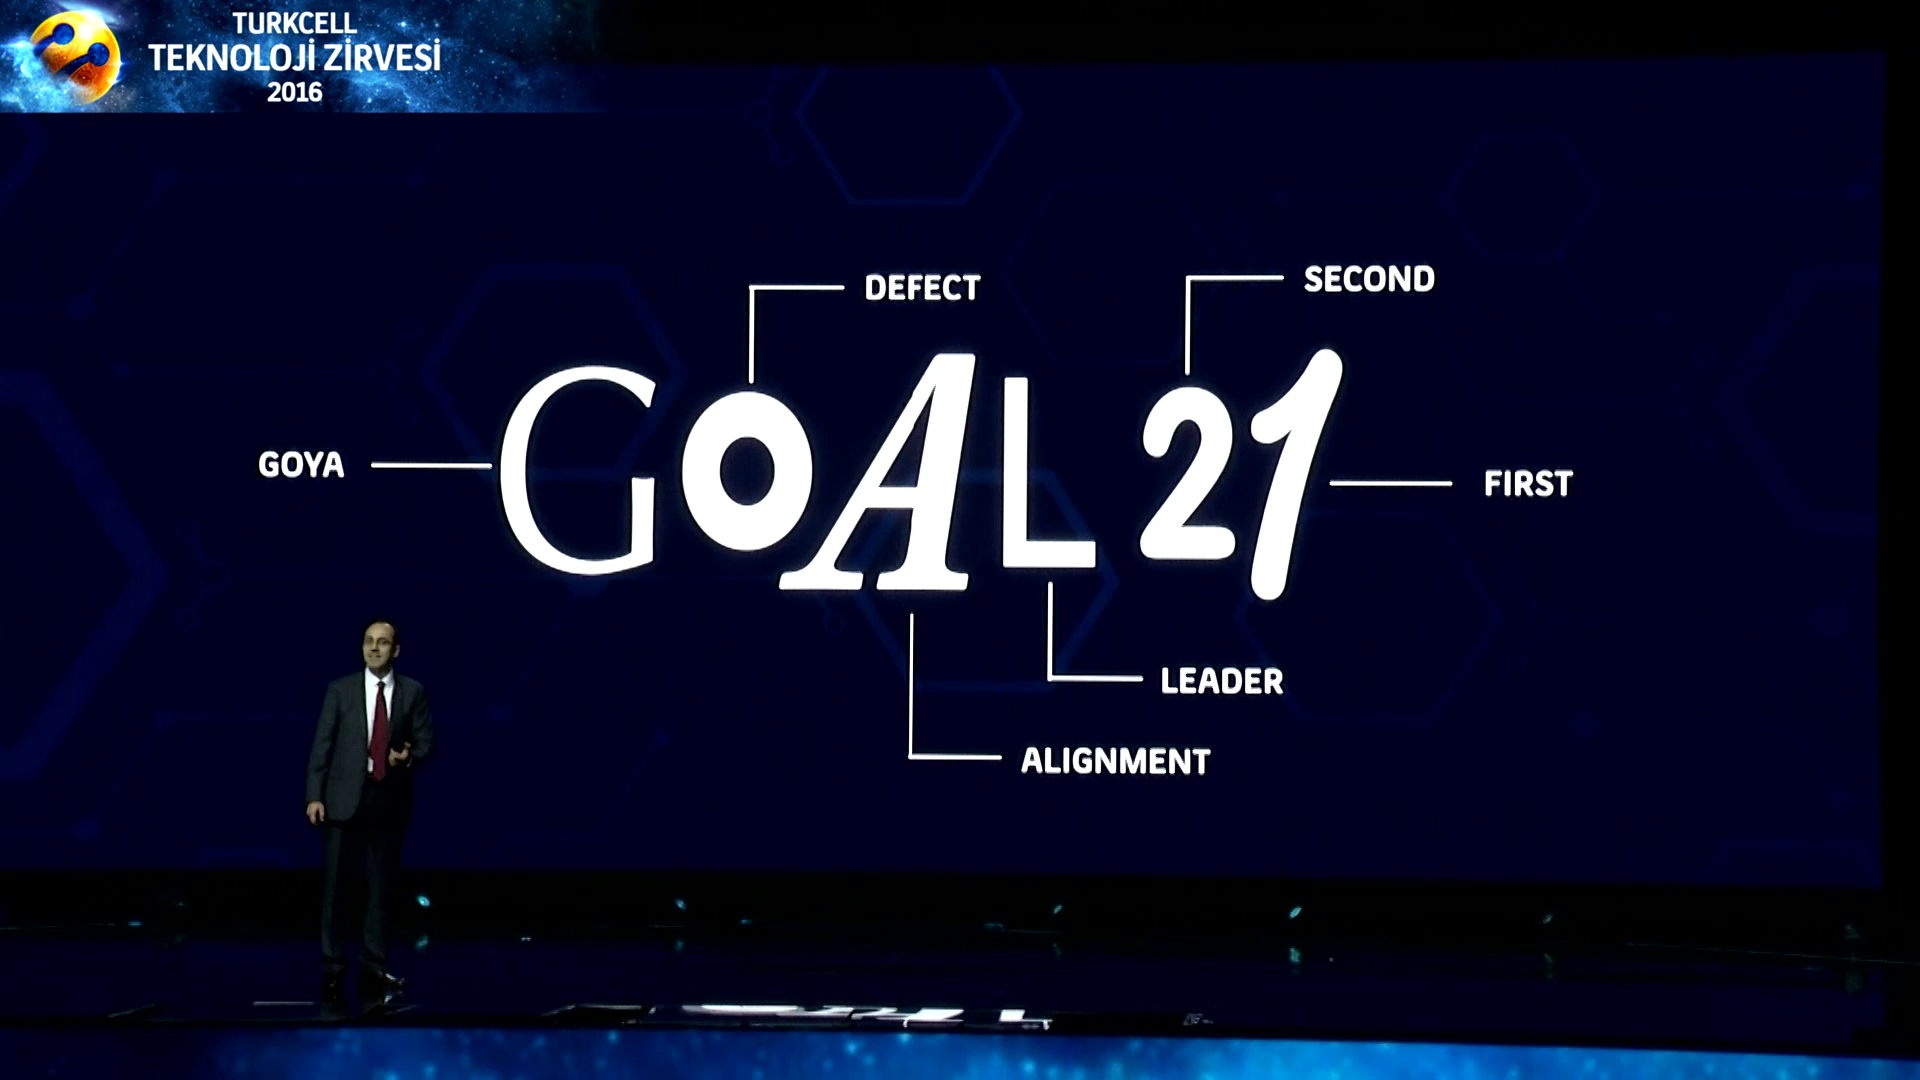 TURKCELL
TEKNOLOJİ ZİRVESİ
2016
DEFECT
SECOND
GOYA
GOAL 21
FIRST
LEADER
ALIGNMENT